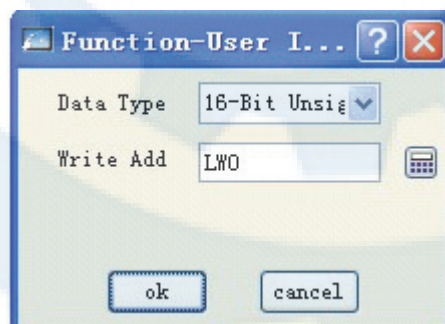 Function-User I...
Data Type 16-Bit Unsig
Write Add LW0
ok cancel